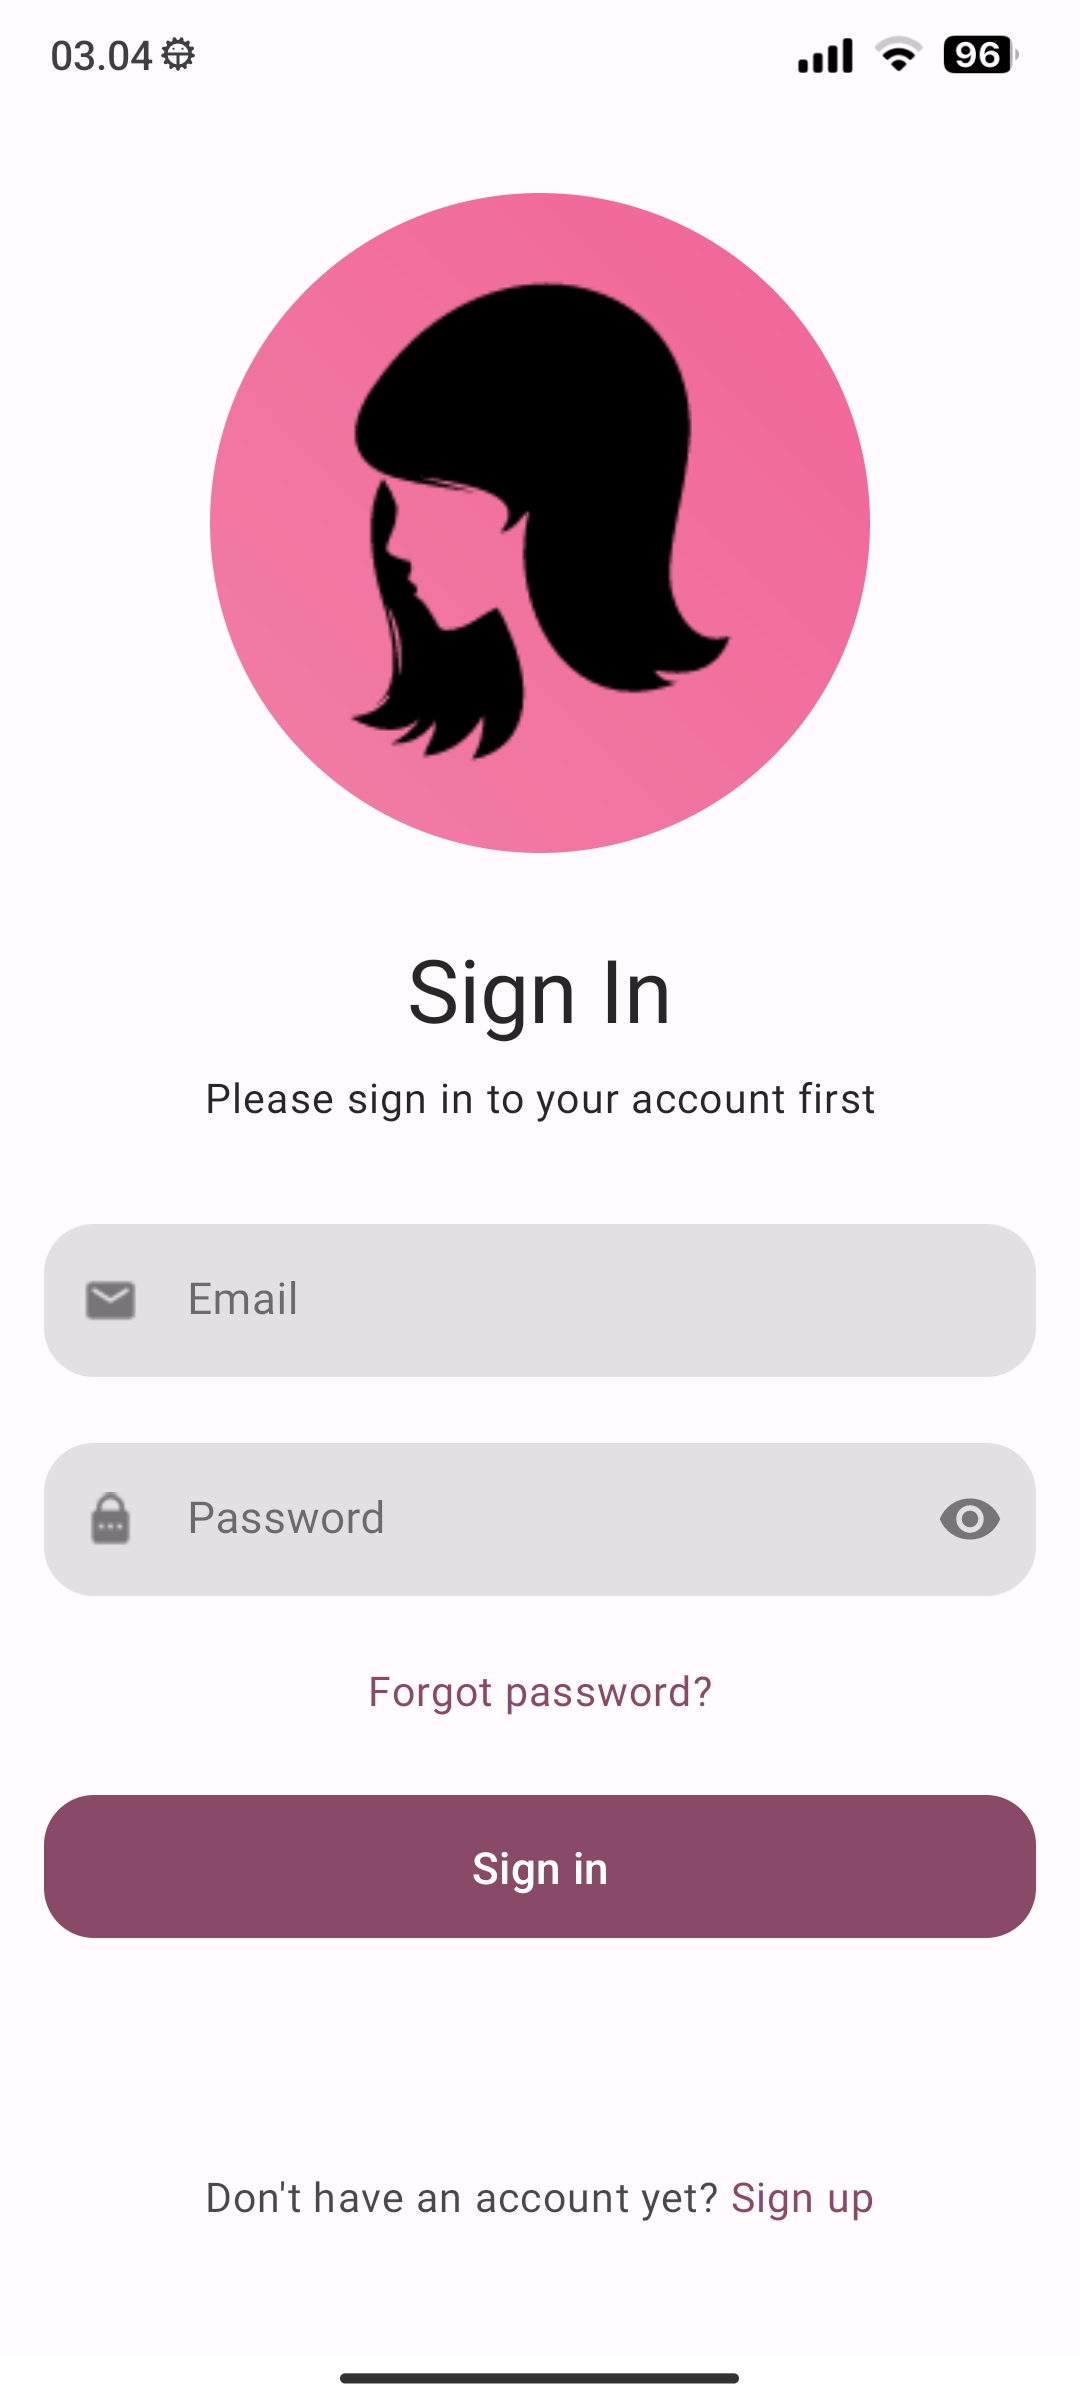 03.04
96
Sign In
Please sign in to your account first
Email
Password
Forgot password?
Sign in
Don't have an account yet? Sign up